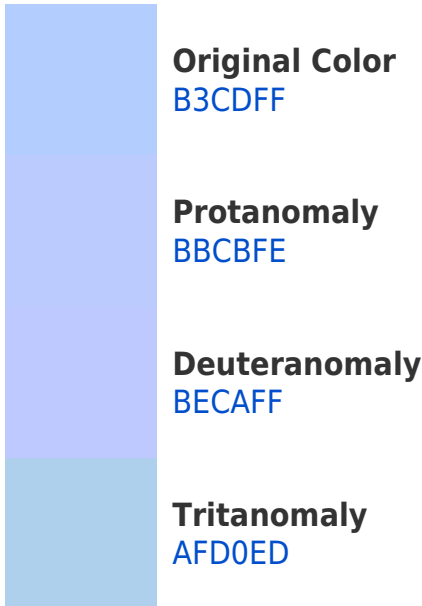 Original Color
B3CDFF
Protanomaly
BBCBFE
Deuteranomaly
BECAFF
Tritanomaly
AFD0ED